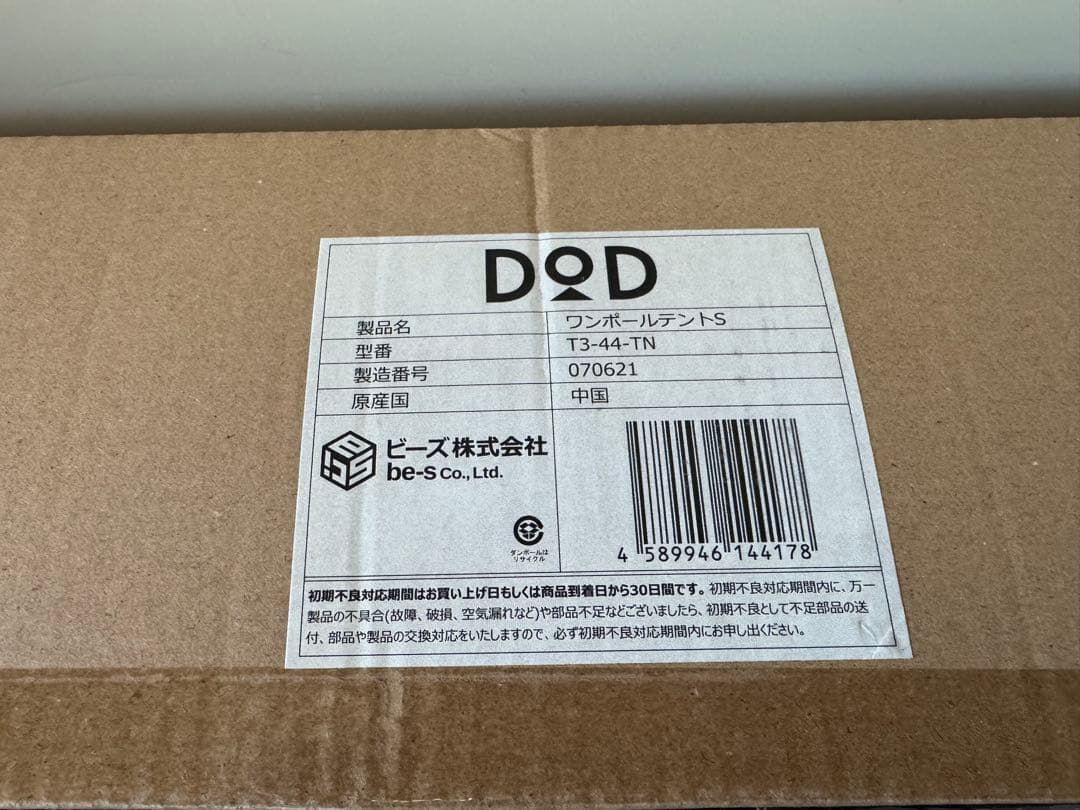 DOD
製品名 ワンポールテントS
型番 T3-44-TN
製造番号 070621
原産国 中国
ビーズ株式会社
be-s Co., Ltd.
ダンボールは
リサイクル
4 589946 144178
初期不良対応期間はお買い上げ日もしくは商品到着日から30日間です。初期不良対応期間内に、万一
製品の不具合(故障、破損、空気漏れなど)や部品不足などございましたら、初期不良として不足部品の送
付、部品や製品の交換対応をいたしますので、必ず初期不良対応期間内にお申し出ください。